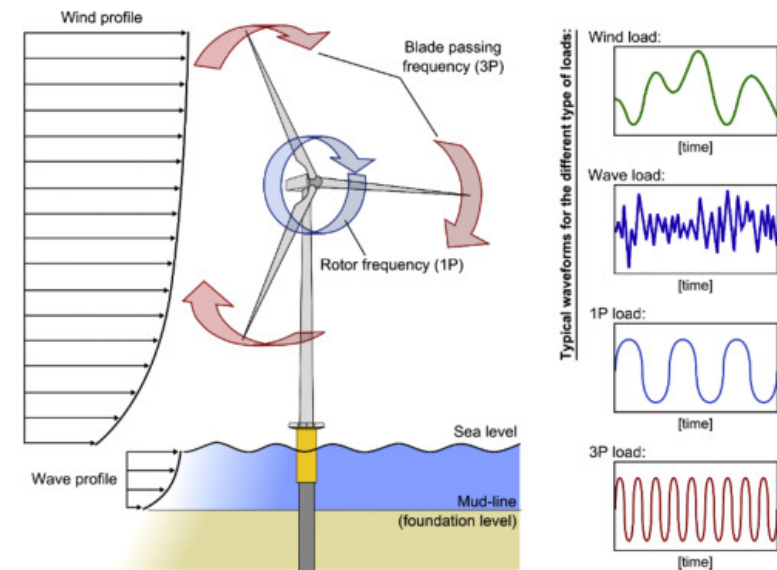 Wind profile
Blade passing
frequency (3P)
Rotor frequency (1P)
Sea level
Wave profile
Mud-line
(foundation level)
Typical waveforms for the different type of loads:
Wind load:
[time]
Wave load:
[time]
1P load:
[time]
3P load:
[time]